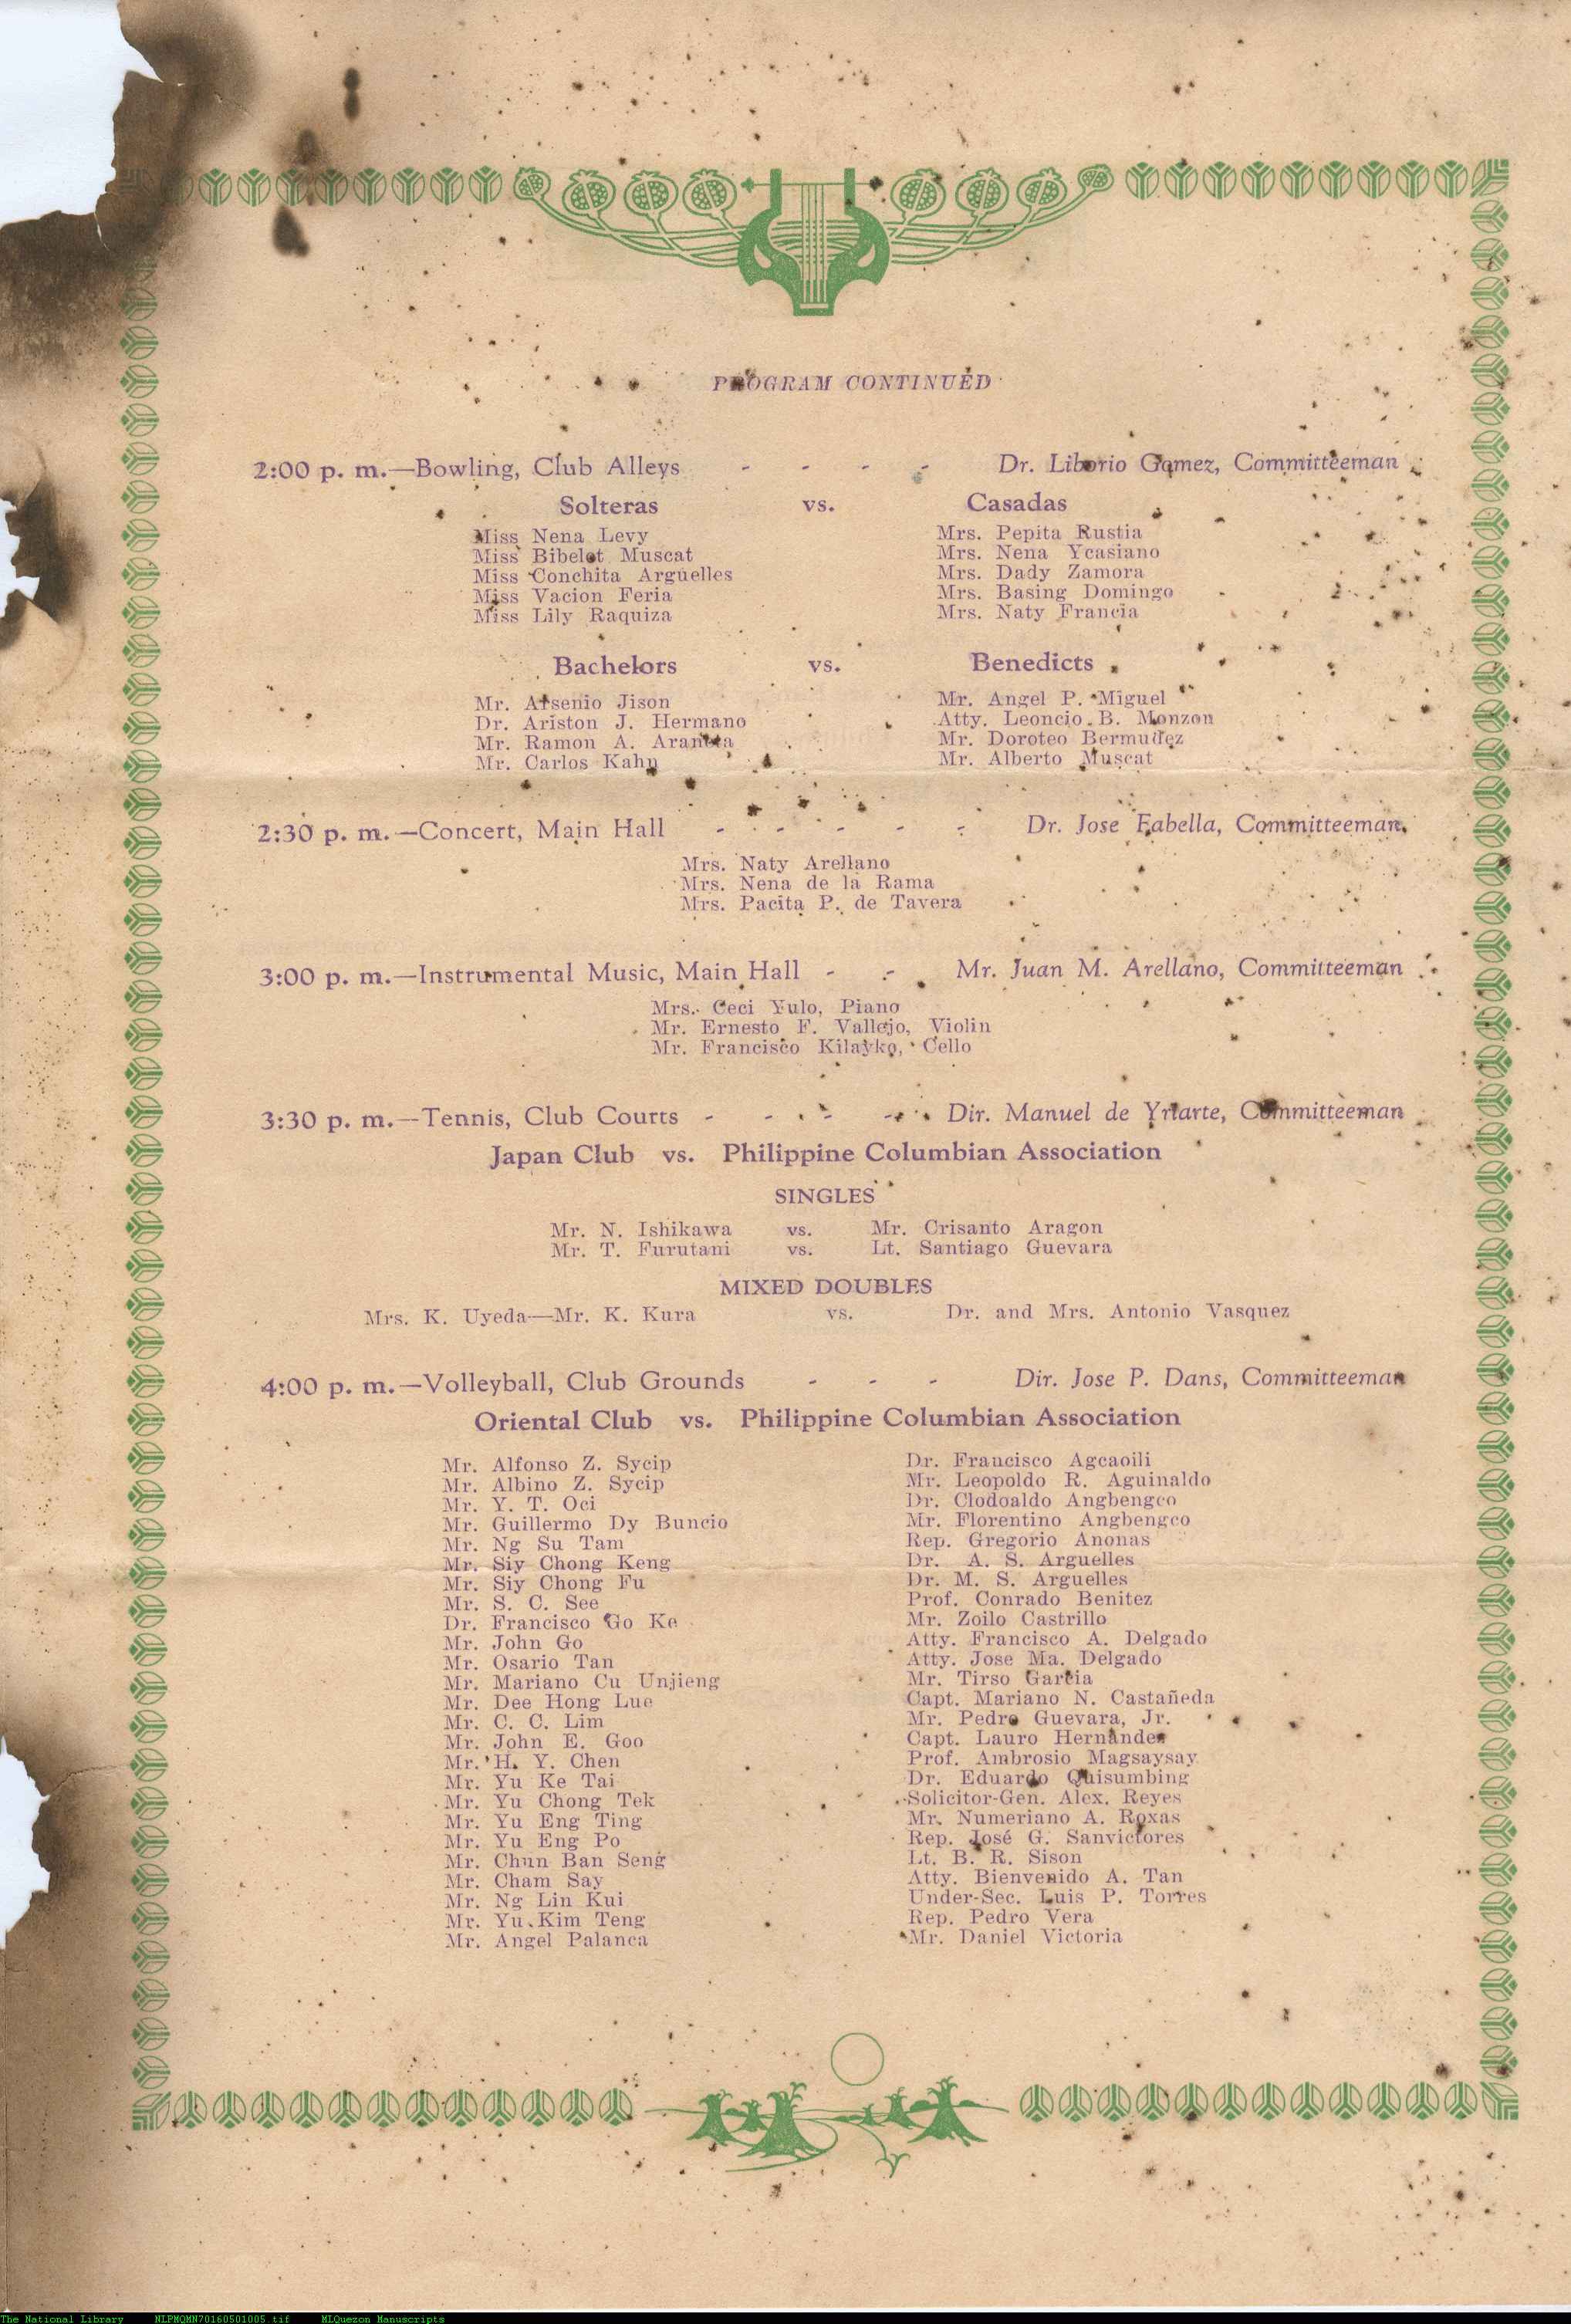 PROGRAM CONTINUED
2:00 p. m.—Bowling, Club Alleys - - - - Dr. Liborio Gomez, Committeeman
Solteras vs. Casadas
Miss Nena Levy Mrs. Pepita Rustia
Miss Bibelot Muscat Mrs. Nena Ycasiano
Miss Conchita Arguelles Mrs. Dady Zamora
Miss Vacion Feria Mrs. Basing Domingo
Miss Lily Raquiza Mrs. Naty Francia
Bachelors vs. Benedicts
Mr. Arsenio Jison Mr. Angel P. Miguel
Dr. Ariston J. Hermano Atty. Leoncio B. Monzon
Mr. Ramon A. Araneta Mr. Doroteo Bermudez
Mr. Carlos Kahn Mr. Alberto Muscat
2:30 p. m.—Concert, Main Hall - - - - - Dr. Jose Fabella, Committeeman
Mrs. Naty Arellano
Mrs. Nena de la Rama
Mrs. Pacita P. de Tavera
3:00 p. m.—Instrumental Music, Main Hall - - Mr. Juan M. Arellano, Committeeman
Mrs. Ceci Yulo, Piano
Mr. Ernesto F. Vallejo, Violin
Mr. Francisco Kilayko, Cello
3:30 p. m.—Tennis, Club Courts - - - - Dir. Manuel de Yriarte, Committeeman
Japan Club vs. Philippine Columbian Association
SINGLES
Mr. N. Ishikawa vs. Mr. Crisanto Aragon
Mr. T. Furutani vs. Lt. Santiago Guevara
MIXED DOUBLES
Mrs. K. Uyeda—Mr. K. Kura vs. Dr. and Mrs. Antonio Vasquez
4:00 p. m.—Volleyball, Club Grounds - - - Dir. Jose P. Dans, Committeeman
Oriental Club vs. Philippine Columbian Association
Mr. Alfonso Z. Sycip Dr. Francisco Agcaoili
Mr. Albino Z. Sycip Mr. Leopoldo R. Aguinaldo
Mr. Y. T. Oci Dr. Clodoaldo Angbengco
Mr. Guillermo Dy Buncio Mr. Florentino Angbengco
Mr. Ng Su Tam Rep. Gregorio Anonas
Mr. Siy Chong Keng Dr. A. S. Arguelles
Mr. Siy Chong Fu Dr. M. S. Arguelles
Mr. S. C. See Prof. Conrado Benitez
Dr. Francisco Go Ke Mr. Zoilo Castrillo
Mr. John Go Atty. Francisco A. Delgado
Mr. Osario Tan Atty. Jose Ma. Delgado
Mr. Mariano Cu Unjieng Mr. Tirso Garcia
Mr. Dee Hong Lue Capt. Mariano N. Castañeda
Mr. C. C. Lim Mr. Pedro Guevara, Jr.
Mr. John E. Goo Capt. Lauro Hernandez
Mr. H. Y. Chen Prof. Ambrosio Magsaysay
Mr. Yu Ke Tai Dr. Eduardo Quisumbing
Mr. Yu Chong Tek Solicitor-Gen. Alex. Reyes
Mr. Yu Eng Ting Mr. Numeriano A. Roxas
Mr. Yu Eng Po Rep. José G. Sanvictores
Mr. Chun Ban Seng Lt. B. R. Sison
Mr. Cham Say Atty. Bienvenido A. Tan
Mr. Ng Lin Kui Under-Sec. Luis P. Torres
Mr. Yu Kim Teng Rep. Pedro Vera
Mr. Angel Palanca Mr. Daniel Victoria
The National Library NLPMQMN70160501005.tif MLQuezon Manuscripts